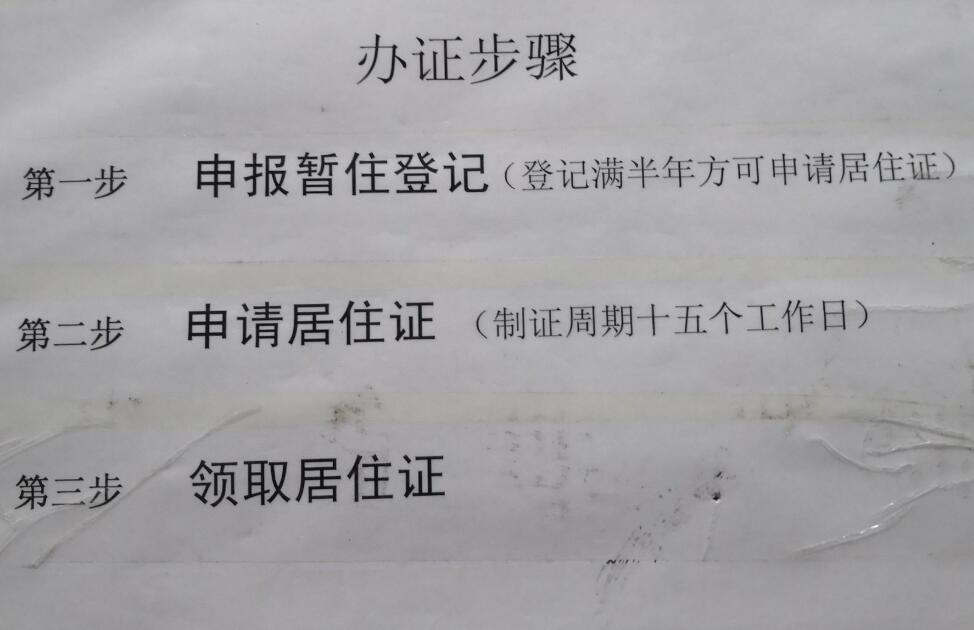 办证步骤
第一步 申报暂住登记（登记满半年方可申请居住证）
第二步 申请居住证 （制证周期十五个工作日）
第三步 领取居住证